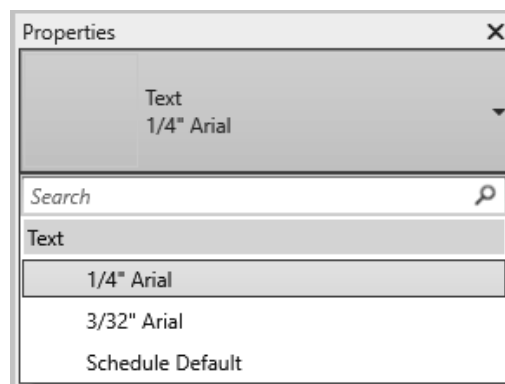 Properties
Text
1/4" Arial
Search
Text
1/4" Arial
3/32" Arial
Schedule Default